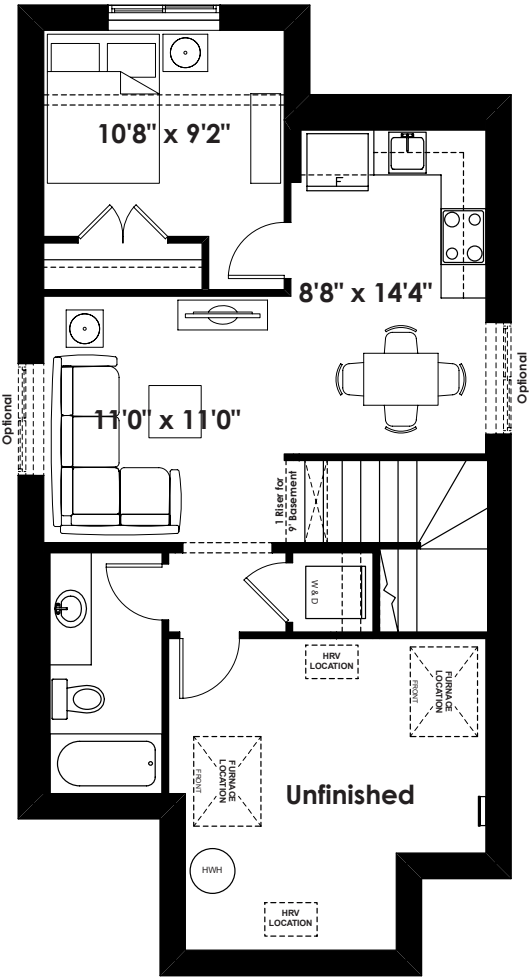 10'8" x 9'2"
F
8'8" x 14'4"
Optional
Optional
11'0" x 11'0"
1 Riser for
9' Basement
W & D
HRV
LOCATION
FURNACE
LOCATION
FRONT
FURNACE
LOCATION
FRONT
Unfinished
HWH
HRV
LOCATION